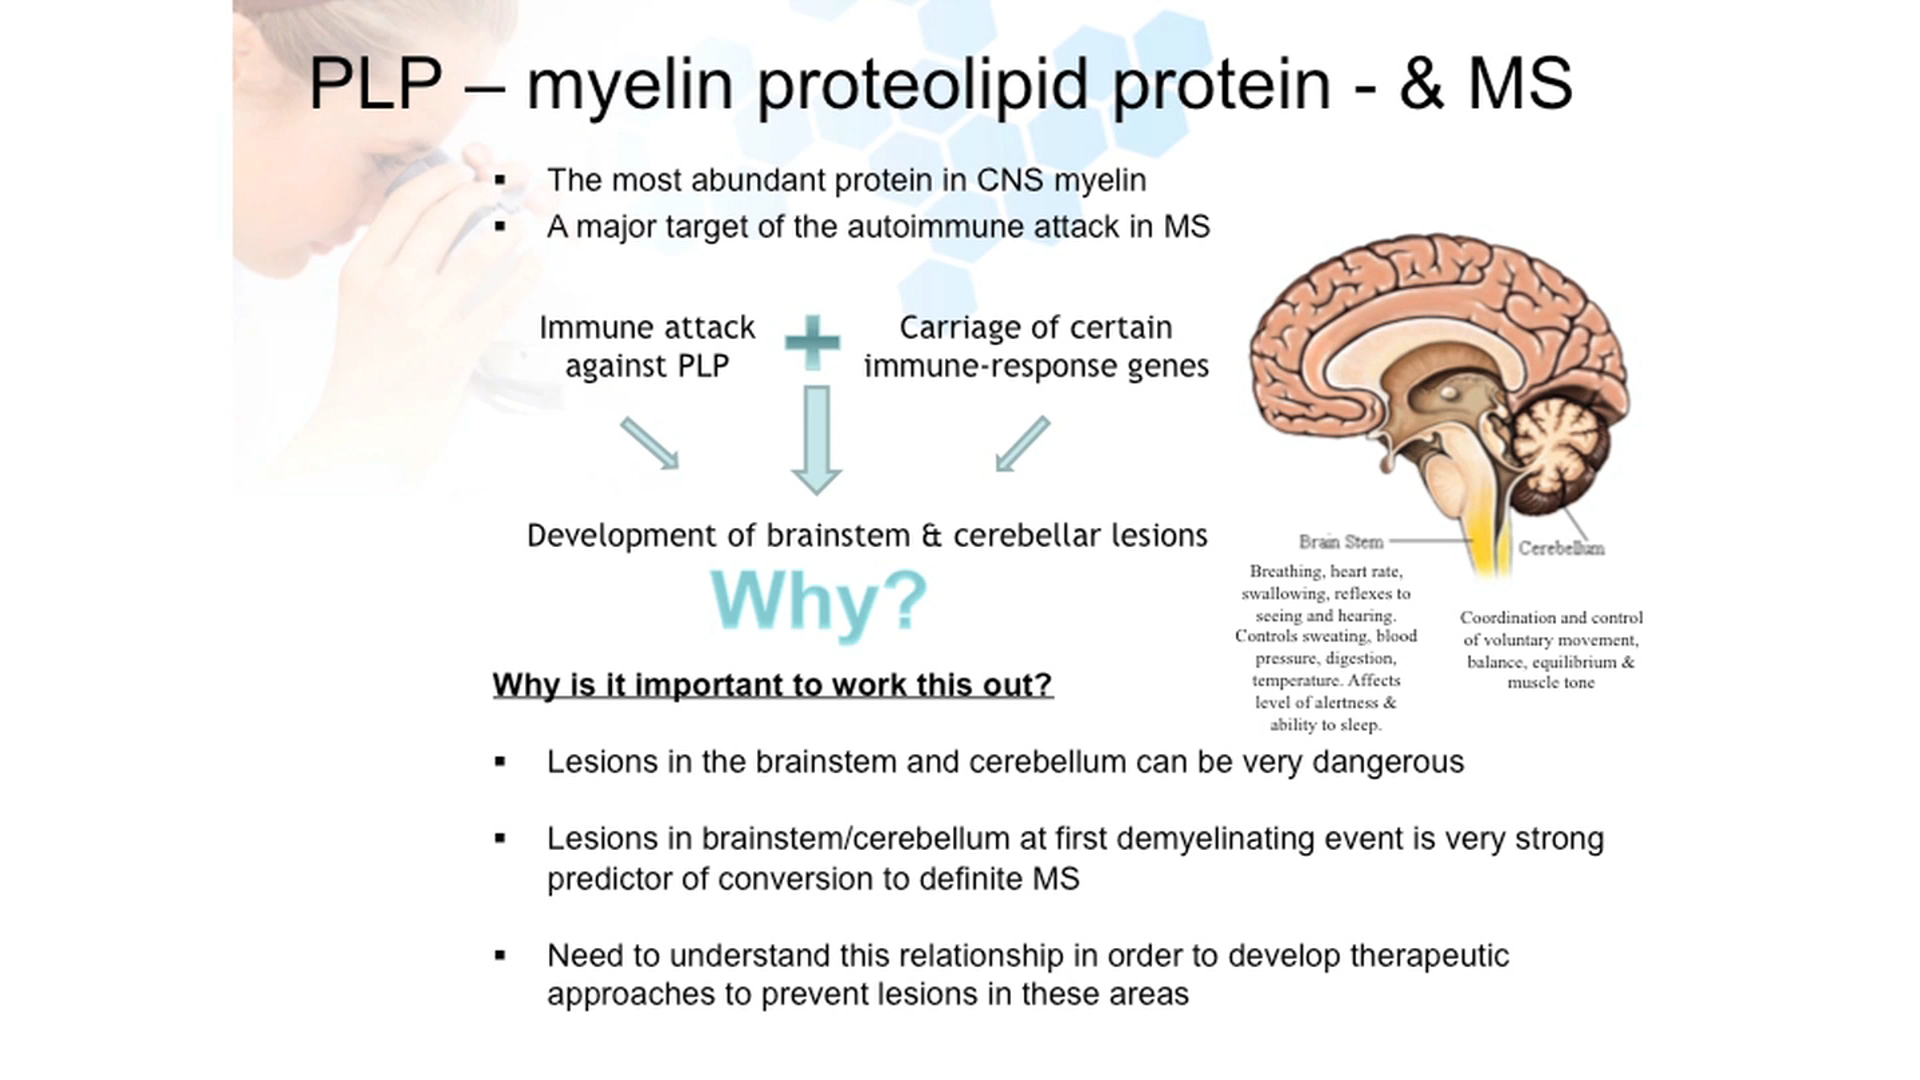 PLP – myelin proteolipid protein - & MS
▪ The most abundant protein in CNS myelin
▪ A major target of the autoimmune attack in MS
Immune attack
against PLP
Carriage of certain
immune-response genes
Development of brainstem & cerebellar lesions
Why?
Brain Stem
Breathing, heart rate,
swallowing, reflexes to
seeing and hearing.
Controls sweating, blood
pressure, digestion,
temperature. Affects
level of alertness &
ability to sleep.
Cerebellum
Coordination and control
of voluntary movement,
balance, equilibrium &
muscle tone
Why is it important to work this out?
▪ Lesions in the brainstem and cerebellum can be very dangerous
▪ Lesions in brainstem/cerebellum at first demyelinating event is very strong
predictor of conversion to definite MS
▪ Need to understand this relationship in order to develop therapeutic
approaches to prevent lesions in these areas